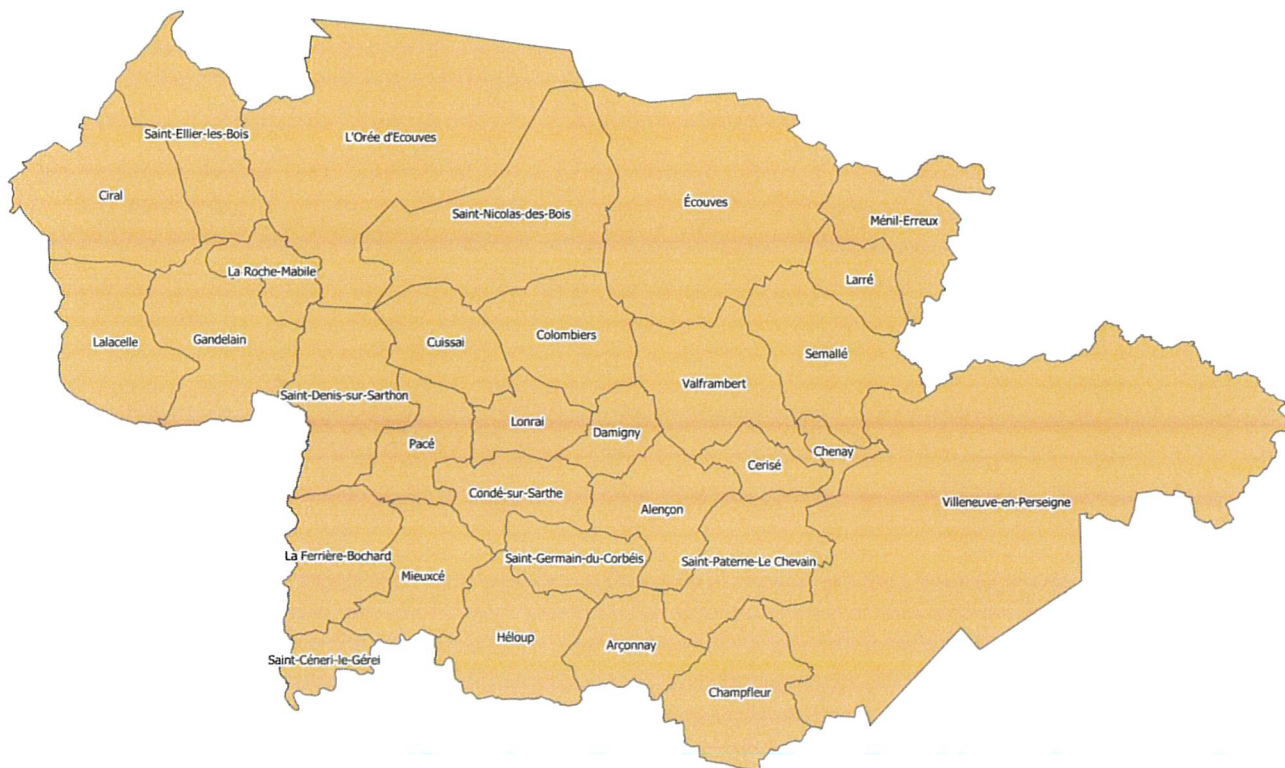 Saint-Ellier-les-Bois
L'Orée d'Ecouves
Ciral
Saint-Nicolas-des-Bois
Écouves
Ménil-Erreux
La Roche-Mabile
Larré
Lalacelle
Gandelain
Cuissai
Colombiers
Semallé
Valframbert
Saint-Denis-sur-Sarthon
Lonrai
Damigny
Pacé
Chenay
Cerisé
Condé-sur-Sarthe
Alençon
Villeneuve-en-Perseigne
La Ferrière-Bochard
Saint-Germain-du-Corbéis
Saint-Paterne-Le Chevain
Mieuxcé
Héloup
Arçonnay
Saint-Céneri-le-Gérei
Champfleur